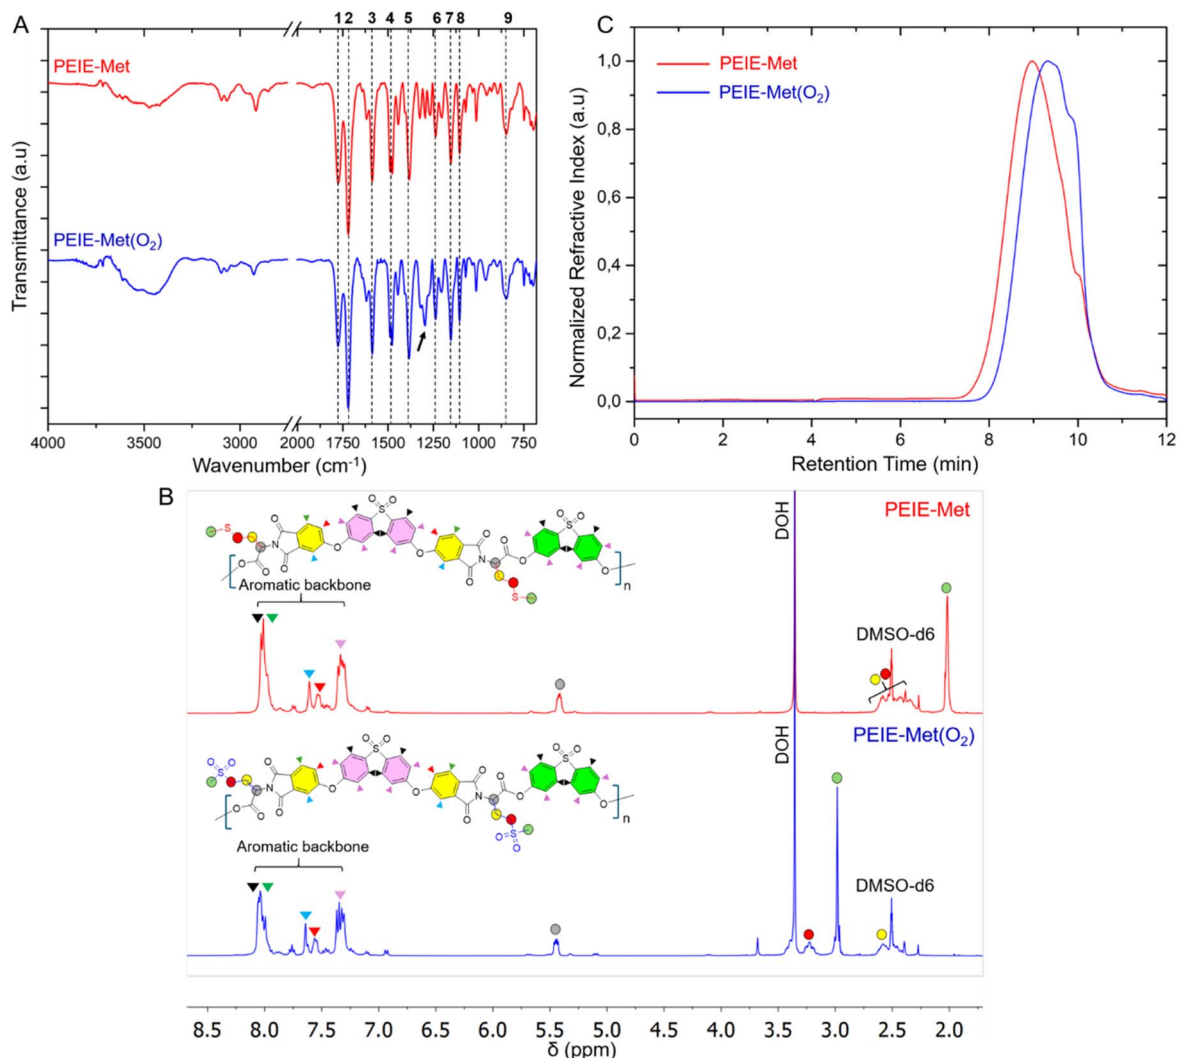 A
1 2 3 4 5 6 7 8 9
PEIE-Met
PEIE-Met(O₂)
Transmittance (a.u)
4000 3500 3000 2000 1750 1500 1250 1000 750
Wavenumber (cm⁻¹)
C
PEIE-Met
PEIE-Met(O₂)
Normalized Refractive Index (a.u)
1,0
0,8
0,6
0,4
0,2
0,0
0 2 4 6 8 10 12
Retention Time (min)
B
PEIE-Met
O O
S
O O
S
S
N
O
O
O
O
O
O
O
N
O
O
O
O
S
n
Aromatic backbone
DOH
DMSO-d6
PEIE-Met(O₂)
O O
S
O O
S
O
S
O
N
O
O
O
O
O
O
O
N
O
O
O
O
O
S
O
n
Aromatic backbone
DOH
DMSO-d6
8.5 8.0 7.5 7.0 6.5 6.0 5.5 5.0 4.5 4.0 3.5 3.0 2.5 2.0
δ (ppm)